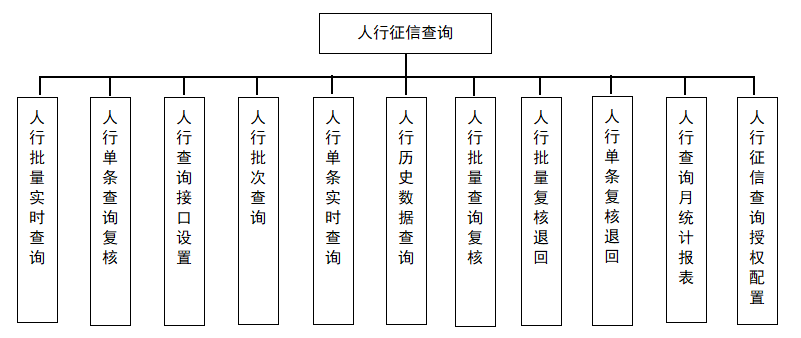 人行征信查询
人行批量实时查询
人行单条查询复核
人行查询接口设置
人行批次查询
人行单条实时查询
人行历史数据查询
人行批量查询复核
人行批量复核退回
人行单条复核退回
人行查询月统计报表
人行征信查询授权配置